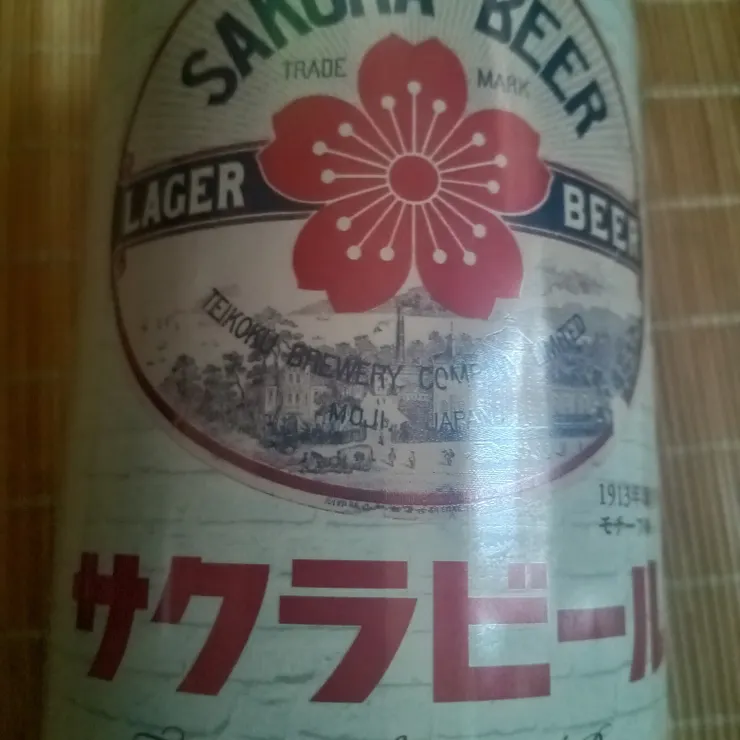 SAKURA BEER
TRADE MARK
LAGER BEER
TEIKOKU BREWERY COMPANY LIMITED
MOJI, JAPAN
1913年
モチーフ
サクラビール